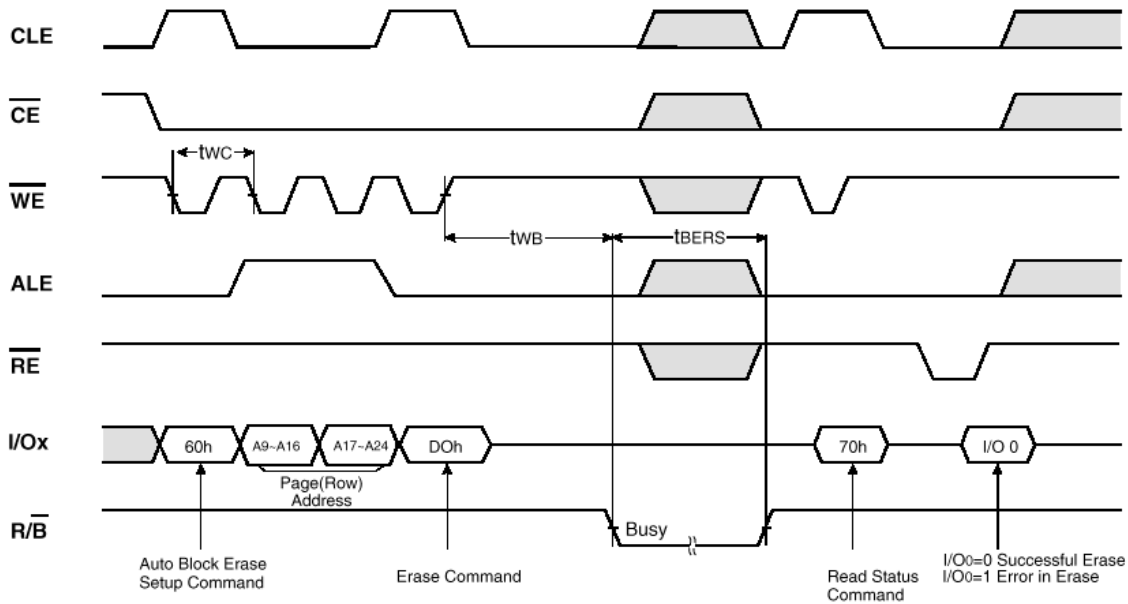 CLE
CE
tWC
WE
tWB
tBERS
ALE
RE
I/Ox
60h
A9~A16
A17~A24
DOh
70h
I/O 0
Page(Row)
Address
R/B
Busy
Auto Block Erase
Setup Command
Erase Command
Read Status
Command
I/O0=0 Successful Erase
I/O0=1 Error in Erase